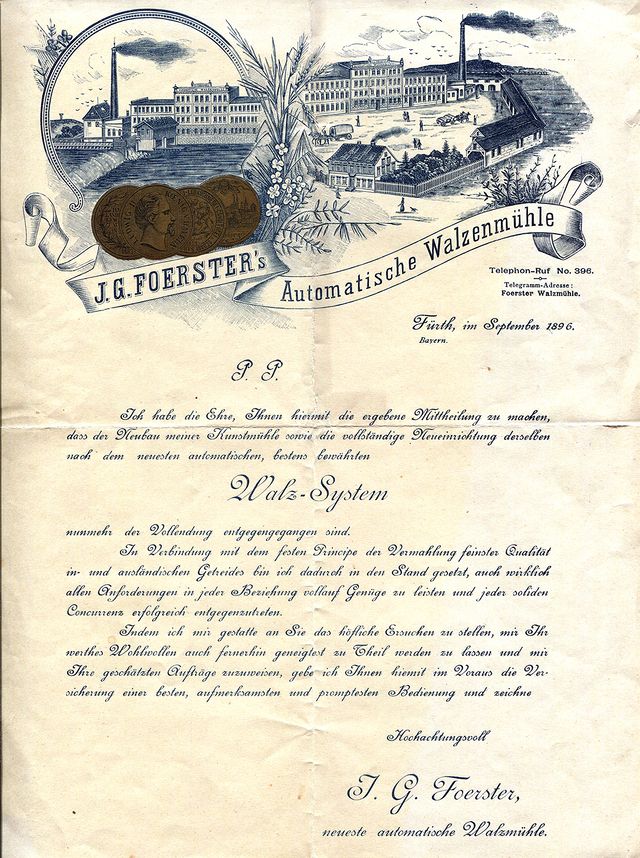 J. G. FOERSTER's
Automatische Walzenmühle
Telephon-Ruf No. 396.
Telegramm-Adresse:
Foerster Walzmühle.
Fürth, im September 1896.
Bayern.
P. P.
Ich habe die Ehre, Ihnen hiermit die ergebene Mittheilung zu machen,
dass der Neubau meiner Kunstmühle sowie die vollständige Neueinrichtung derselben
nach dem neuesten automatischen, bestens bewährten
Walz-System
nunmehr der Vollendung entgegengegangen sind.
In Verbindung mit dem festen Principe der Vermahlung feinster Qualität
in- und ausländischen Getreides bin ich dadurch in den Stand gesetzt, auch wirklich
allen Anforderungen in jeder Beziehung vollauf Genüge zu leisten und jeder soliden
Concurrenz erfolgreich entgegenzutreten.
Indem ich mir gestatte an Sie das höfliche Ersuchen zu stellen, mir Ihr
werthes Wohlwollen auch fernerhin geneigtest zu Theil werden zu lassen und mir
Ihre geschätzten Aufträge zuzuweisen, gebe ich Ihnen hiemit im Voraus die Ver-
sicherung einer besten, aufmerksamsten und promptesten Bedienung und zeichne
Hochachtungsvoll
J. G. Foerster,
neueste automatische Walzmühle.